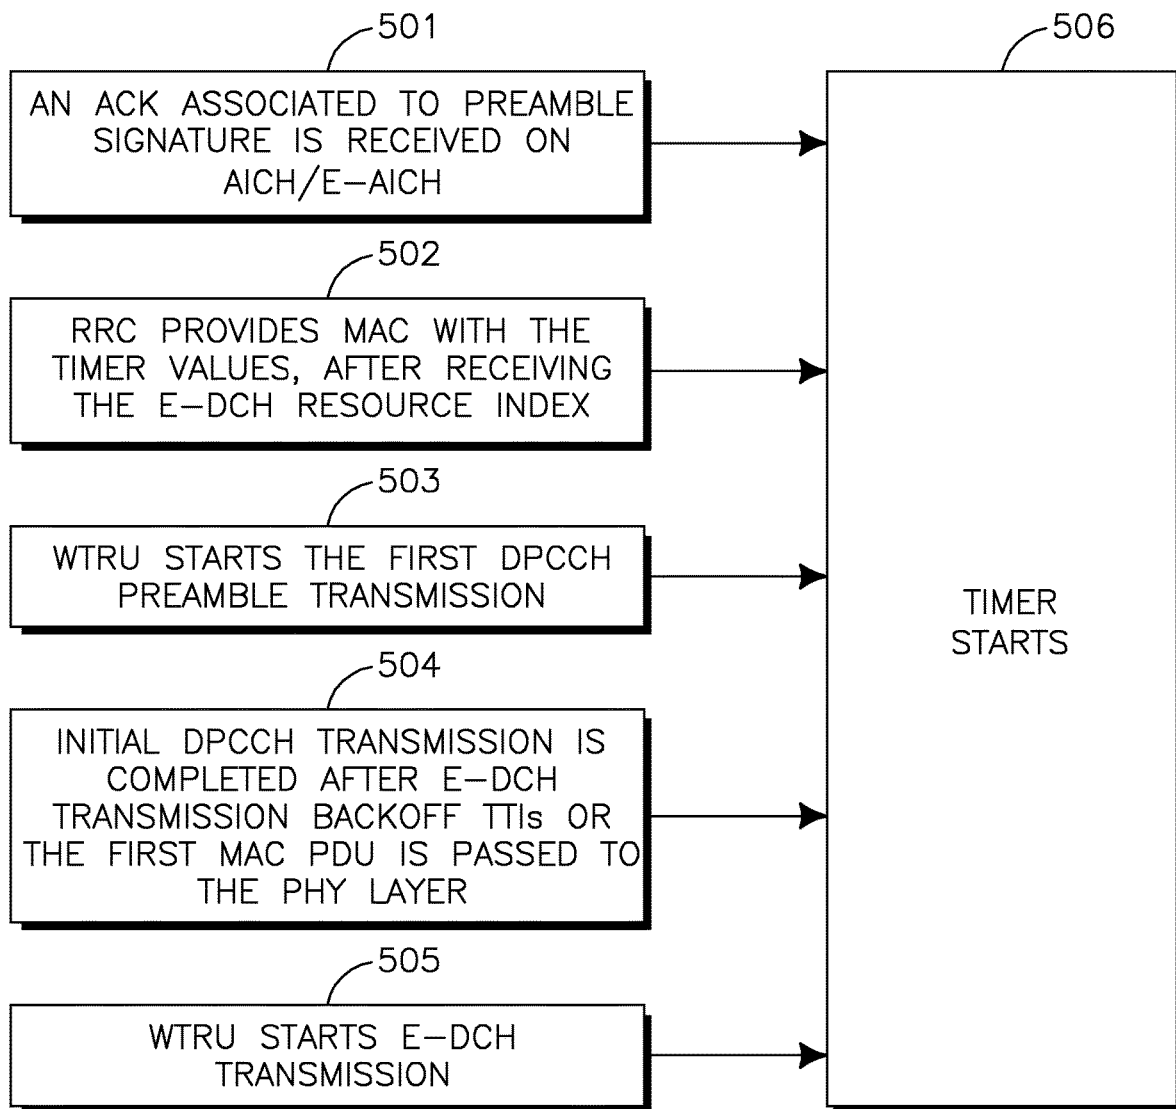 501
AN ACK ASSOCIATED TO PREAMBLE
SIGNATURE IS RECEIVED ON
AICH/E-AICH
502
RRC PROVIDES MAC WITH THE
TIMER VALUES, AFTER RECEIVING
THE E-DCH RESOURCE INDEX
503
WTRU STARTS THE FIRST DPCCH
PREAMBLE TRANSMISSION
504
INITIAL DPCCH TRANSMISSION IS
COMPLETED AFTER E-DCH
TRANSMISSION BACKOFF TTIs OR
THE FIRST MAC PDU IS PASSED TO
THE PHY LAYER
505
WTRU STARTS E-DCH
TRANSMISSION
506
TIMER
STARTS